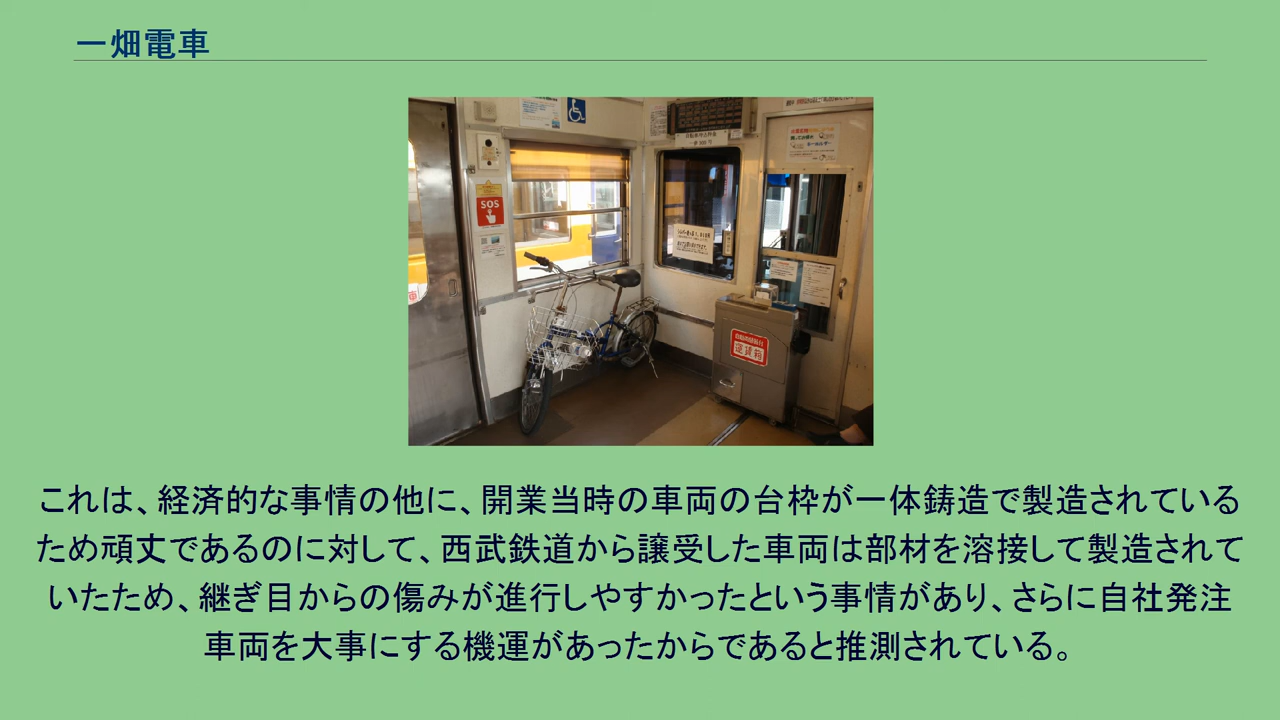 一畑電車
SOS
運賃箱
これは、経済的な事情の他に、開業当時の車両の台枠が一体鋳造で製造されている
ため頑丈であるのに対して、西武鉄道から譲受した車両は部材を溶接して製造されて
いたため、継ぎ目からの傷みが進行しやすかったという事情があり、さらに自社発注
車両を大事にする機運があったからであると推測されている。